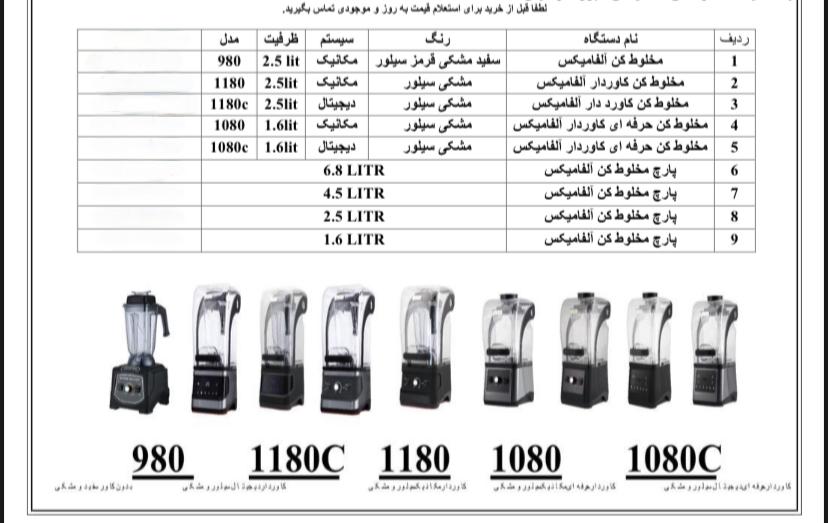 لطفا قبل از خرید برای استعلام قیمت به روز و موجودی تماس بگیرید.
ردیف نام دستگاه رنگ سیستم ظرفیت مدل
1 مخلوط کن آلفامیکس سفید مشکی قرمز سیلور مکانیک 2.5 lit 980
2 مخلوط کن کاوردار آلفامیکس مشکی سیلور مکانیک 2.5lit 1180
3 مخلوط کن کاورد دار آلفامیکس مشکی سیلور دیجیتال 2.5lit 1180c
4 مخلوط کن حرفه ای کاوردار آلفامیکس مشکی سیلور مکانیک 1.6lit 1080
5 مخلوط کن حرفه ای کاوردار آلفامیکس مشکی سیلور دیجیتال 1.6lit 1080c
6 پارچ مخلوط کن آلفامیکس 6.8 LITR
7 پارچ مخلوط کن آلفامیکس 4.5 LITR
8 پارچ مخلوط کن آلفامیکس 2.5 LITR
9 پارچ مخلوط کن آلفامیکس 1.6 LITR
980 1180C 1180 1080 1080C
کاوردار حرفه ای دیجیتال سیلور و مشکی کاوردار حرفه ای مکانیک سیلور و مشکی کاوردار مکانیک سیلور و مشکی کاوردار دیجیتال سیلور و مشکی بدون کاور سفید و مشکی